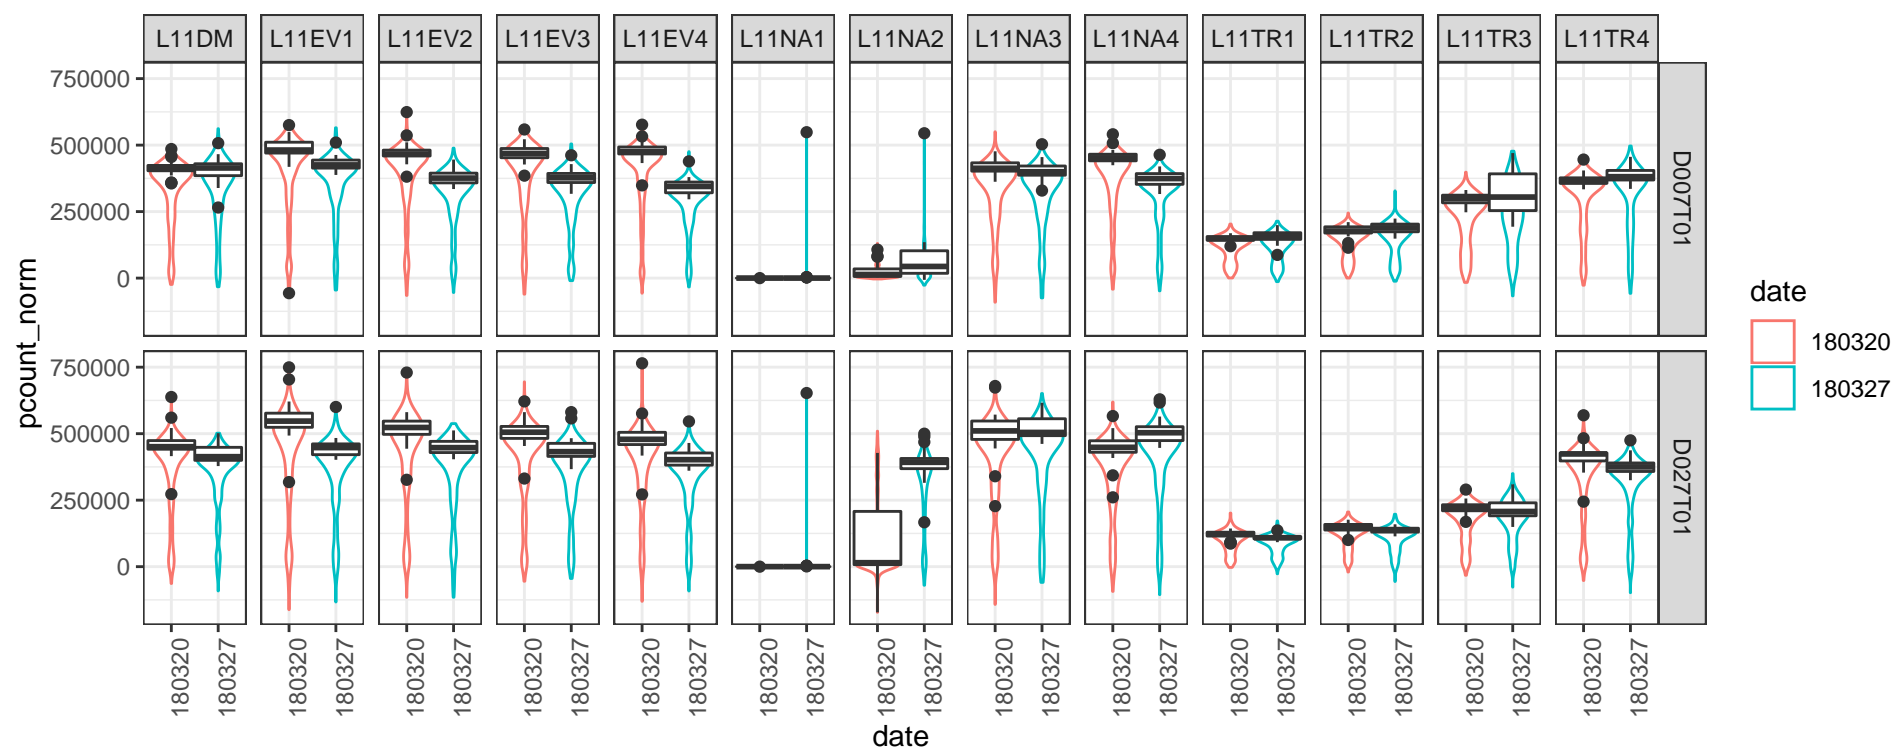 L11DM L11EV1 L11EV2 L11EV3 L11EV4 L11NA1 L11NA2 L11NA3 L11NA4 L11TR1 L11TR2 L11TR3 L11TR4
750000
500000
250000
0
D007T01
pcount_norm
750000
500000
250000
0
D027T01
180320 180327 180320 180327 180320 180327 180320 180327 180320 180327 180320 180327 180320 180327 180320 180327 180320 180327 180320 180327 180320 180327 180320 180327 180320 180327
date
date
180320
180327